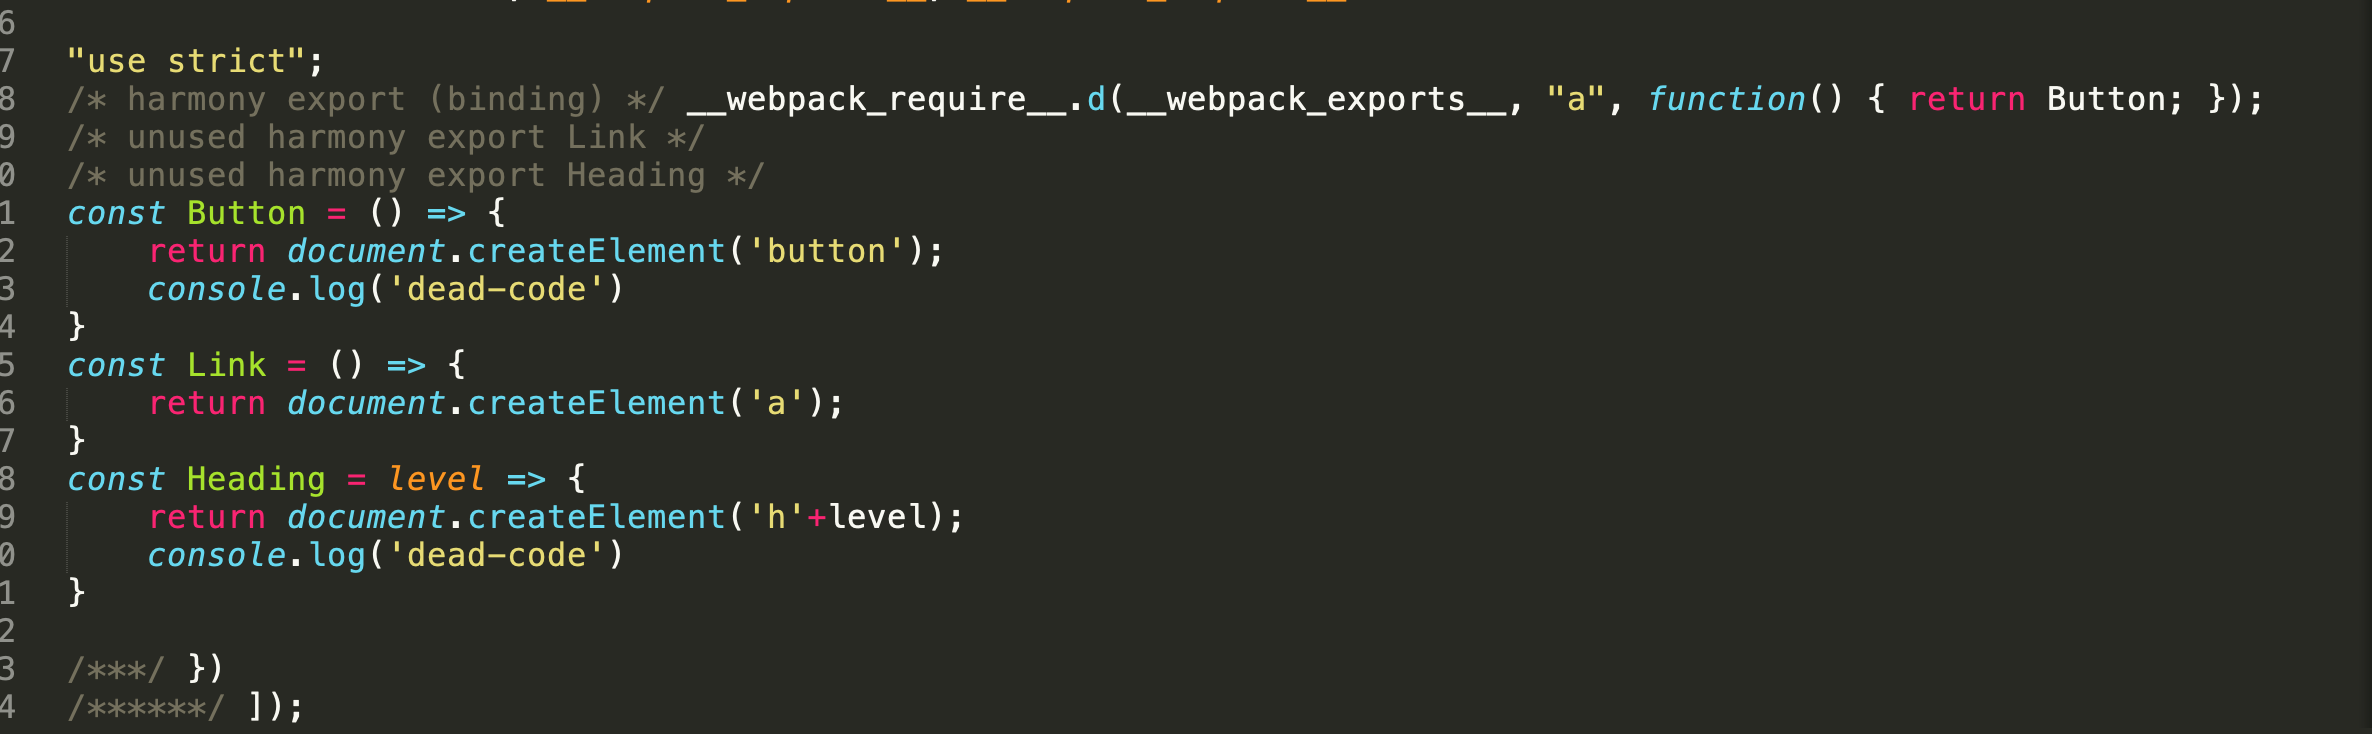 6
7 "use strict";
8 /* harmony export (binding) */ __webpack_require__.d(__webpack_exports__, "a", function() { return Button; });
9 /* unused harmony export Link */
0 /* unused harmony export Heading */
1 const Button = () => {
2     return document.createElement('button');
3     console.log('dead-code')
4 }
5 const Link = () => {
6     return document.createElement('a');
7 }
8 const Heading = level => {
9     return document.createElement('h'+level);
0     console.log('dead-code')
1 }
2
3 /***/ })
4 /******/ ]);